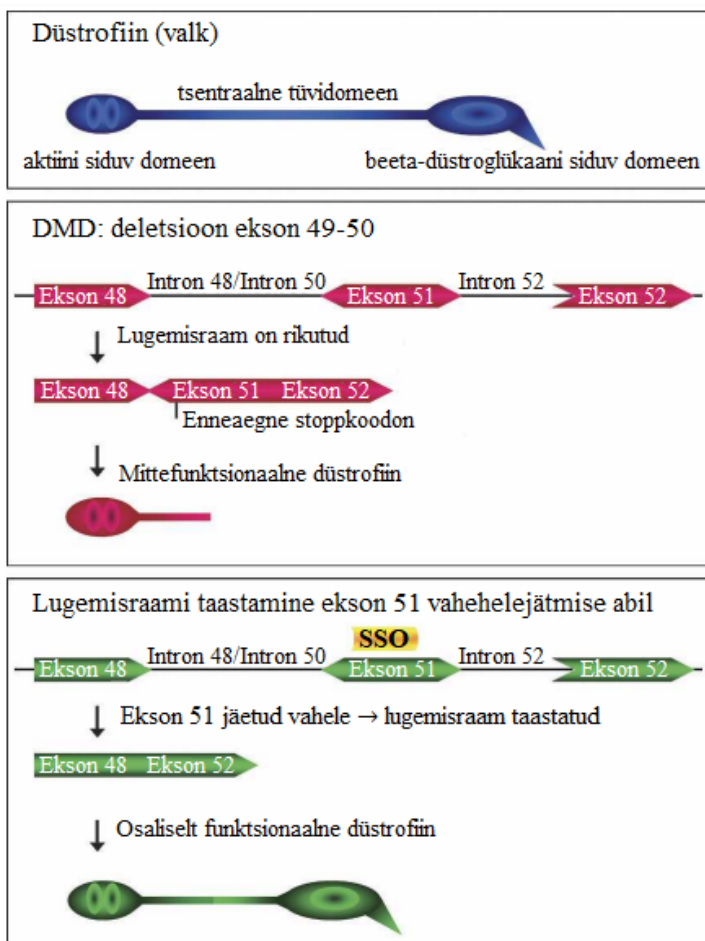 Düstrofiin (valk)
tsentraalne tüvidomeen
aktiini siduv domeen
beeta-düstroglükaani siduv domeen
DMD: deletsioon ekson 49-50
Ekson 48 Intron 48/Intron 50 Ekson 51 Intron 52 Ekson 52
Lugemisraam on rikutud
Ekson 48 Ekson 51 Ekson 52
Enneaegne stoppkoodon
Mittefunktsionaalne düstrofiin
Lugemisraami taastamine ekson 51 vahehelejätmise abil
SSO
Ekson 48 Intron 48/Intron 50 Ekson 51 Intron 52 Ekson 52
Ekson 51 jäetud vahele → lugemisraam taastatud
Ekson 48 Ekson 52
Osaliselt funktsionaalne düstrofiin